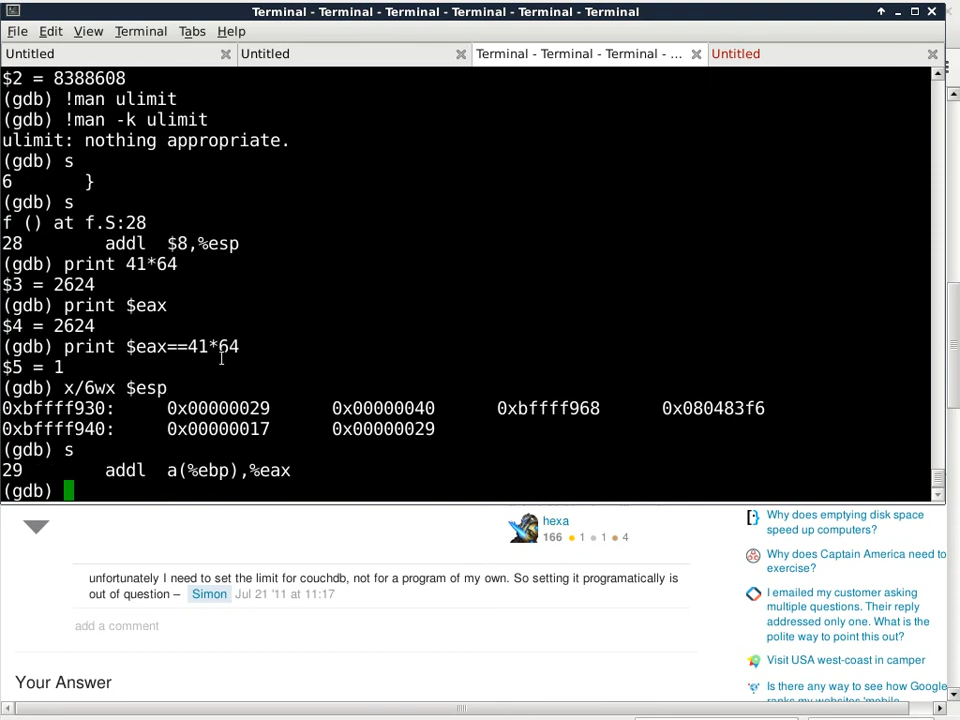 Terminal - Terminal - Terminal - Terminal - Terminal - Terminal
File Edit View Terminal Tabs Help
Untitled Untitled Terminal - Terminal - Terminal - ... Untitled
$2 = 8388608
(gdb) !man ulimit
(gdb) !man -k ulimit
ulimit: nothing appropriate.
(gdb) s
6 }
(gdb) s
f () at f.S:28
28 addl $8,%esp
(gdb) print 41*64
$3 = 2624
(gdb) print $eax
$4 = 2624
(gdb) print $eax==41*64
$5 = 1
(gdb) x/6wx $esp
0xbffff930: 0x00000029 0x00000040 0xbffff968 0x080483f6
0xbffff940: 0x00000017 0x00000029
(gdb) s
29 addl a(%ebp),%eax
(gdb)
hexa
166 1 1 4
unfortunately I need to set the limit for couchdb, not for a program of my own. So setting it programatically is
out of question – Simon Jul 21 '11 at 11:17
add a comment
Your Answer
Why does emptying disk space
speed up computers?
Why does Captain America need to
exercise?
I emailed my customer asking
multiple questions. Their reply
addressed only one. What is the
polite way to point this out?
Visit USA west-coast in camper
Is there any way to see how Google
ranks my websites 'mobile